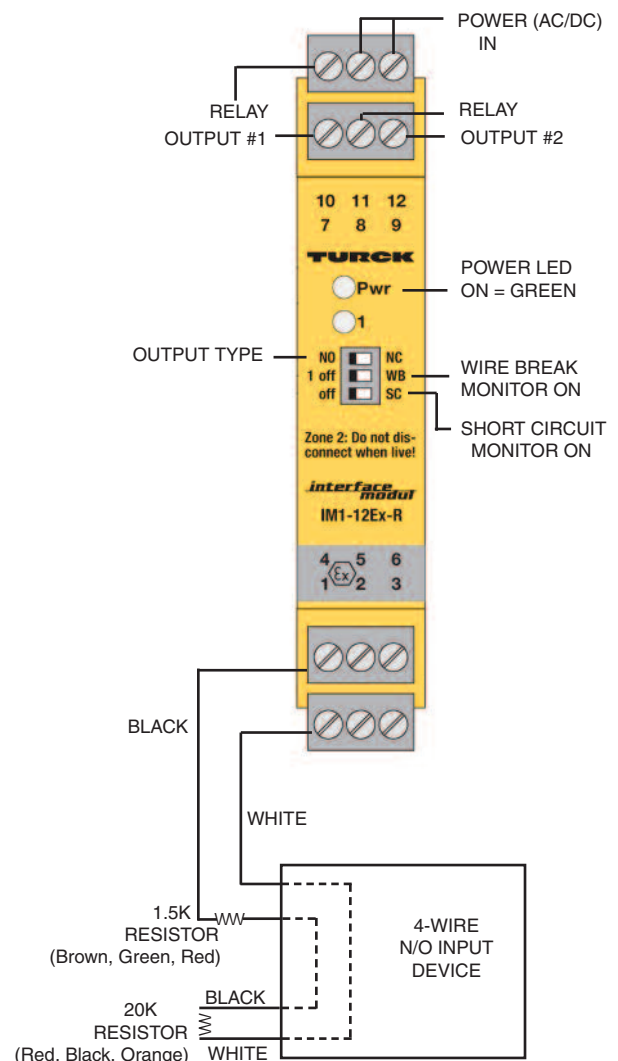 POWER (AC/DC)
IN
RELAY
OUTPUT #1
RELAY
OUTPUT #2
10 11 12
7 8 9
TURCK
Pwr
POWER LED
ON = GREEN
1
OUTPUT TYPE
NO NC
1 off WB
off SC
WIRE BREAK
MONITOR ON
SHORT CIRCUIT
MONITOR ON
Zone 2: Do not dis-
connect when live!
interface
modul
IM1-12Ex-R
4 5 6
Ex
1 2 3
BLACK
WHITE
1.5K
RESISTOR
(Brown, Green, Red)
4-WIRE
N/O INPUT
DEVICE
BLACK
20K
RESISTOR
(Red, Black, Orange)
WHITE